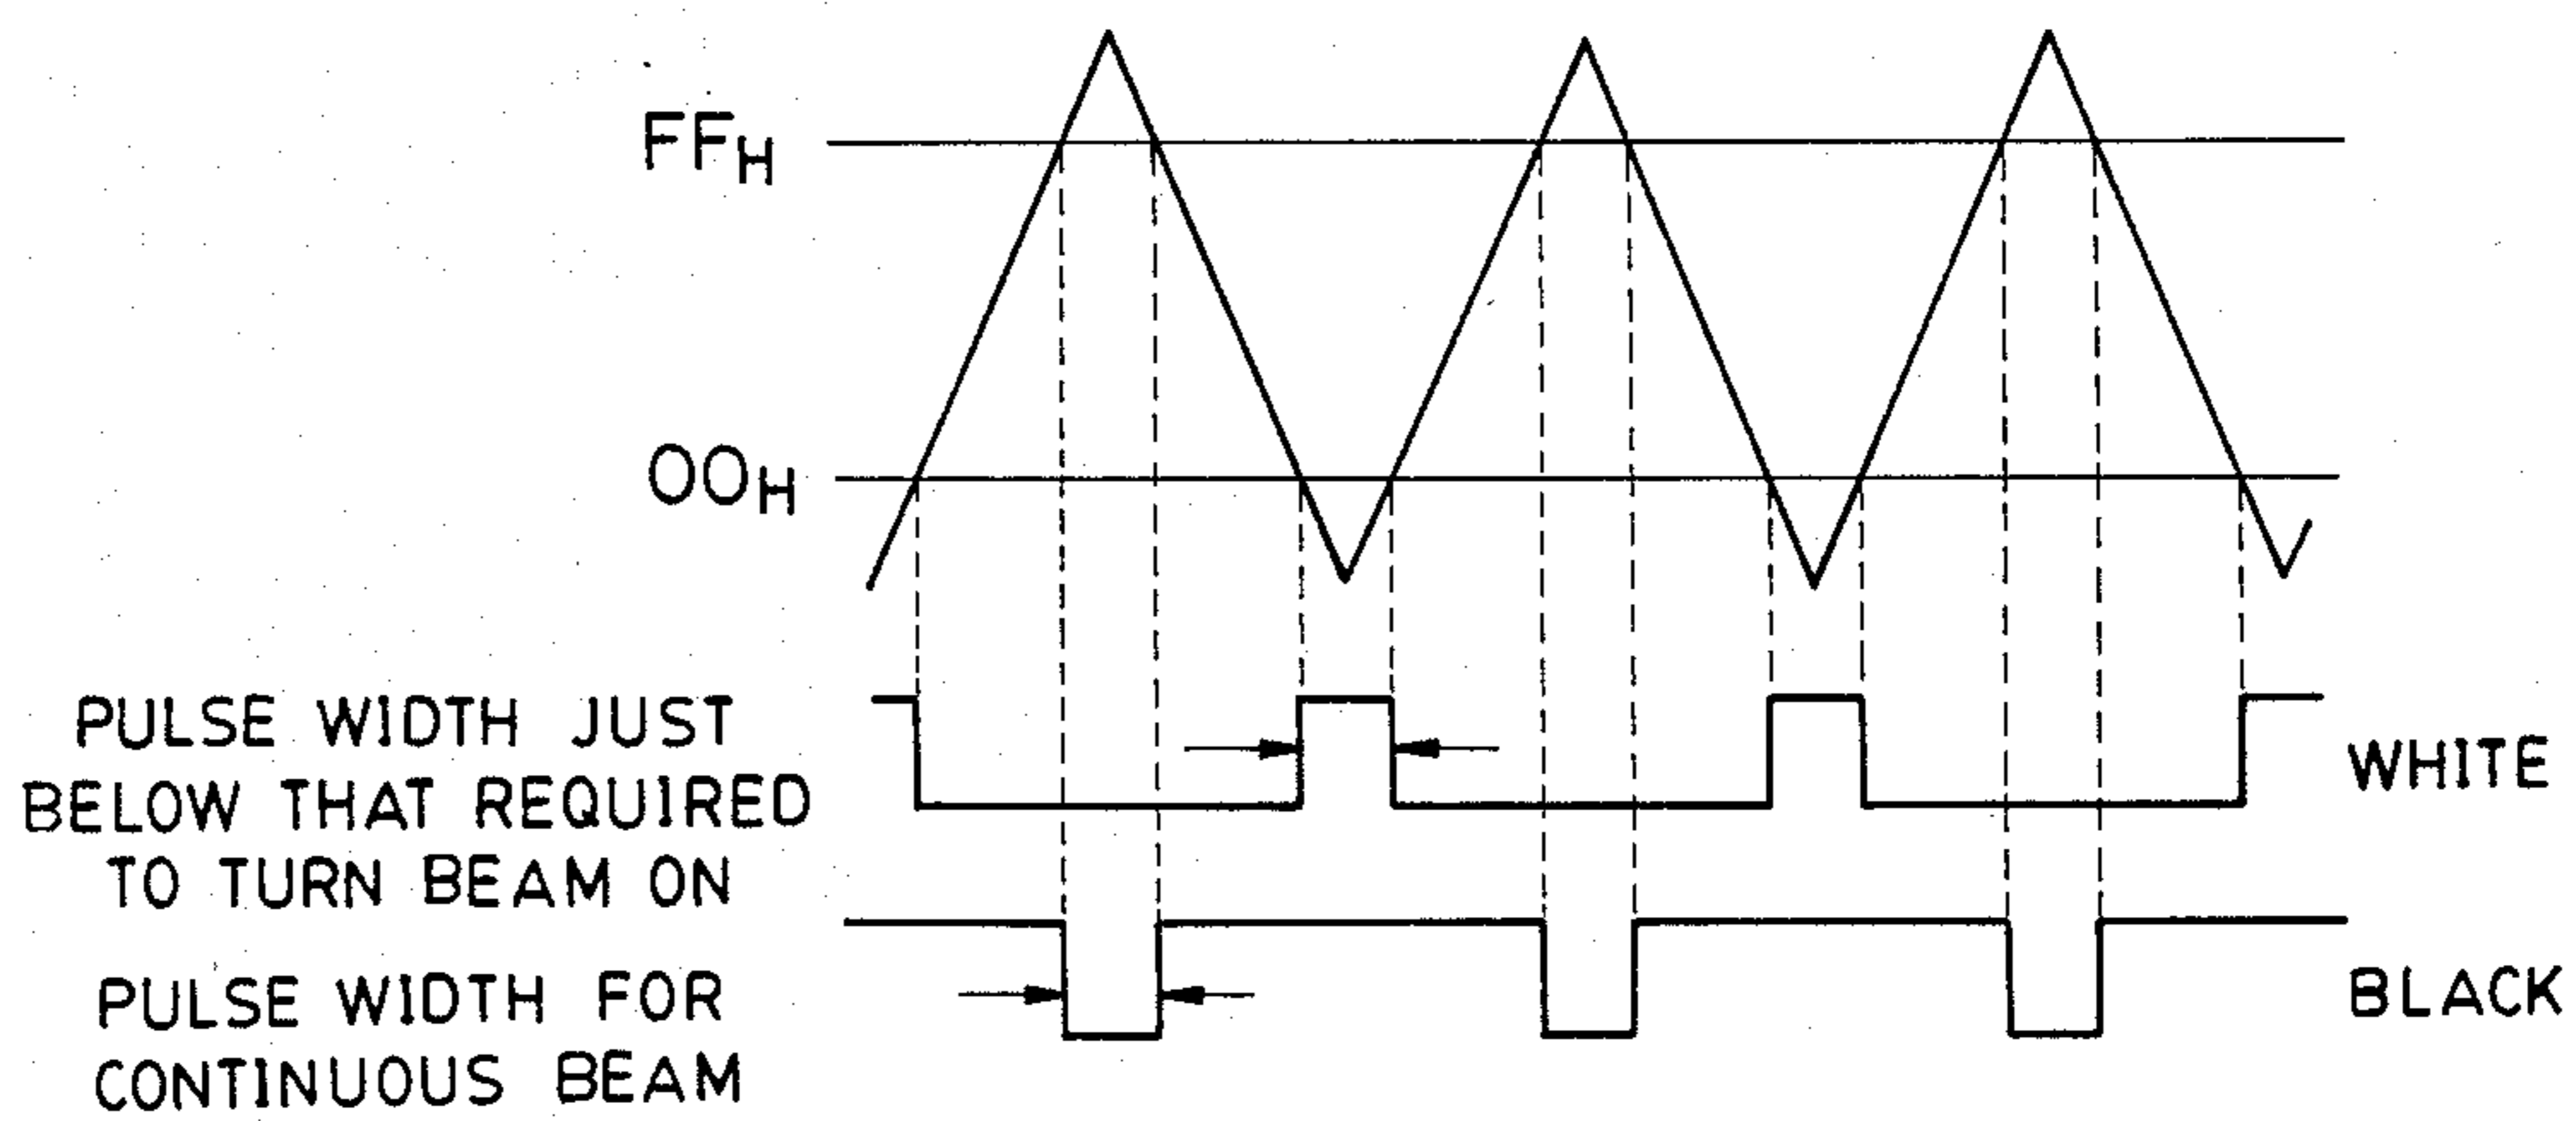 FFH
OOH
PULSE WIDTH JUST
BELOW THAT REQUIRED
TO TURN BEAM ON
WHITE
PULSE WIDTH FOR
CONTINUOUS BEAM
BLACK